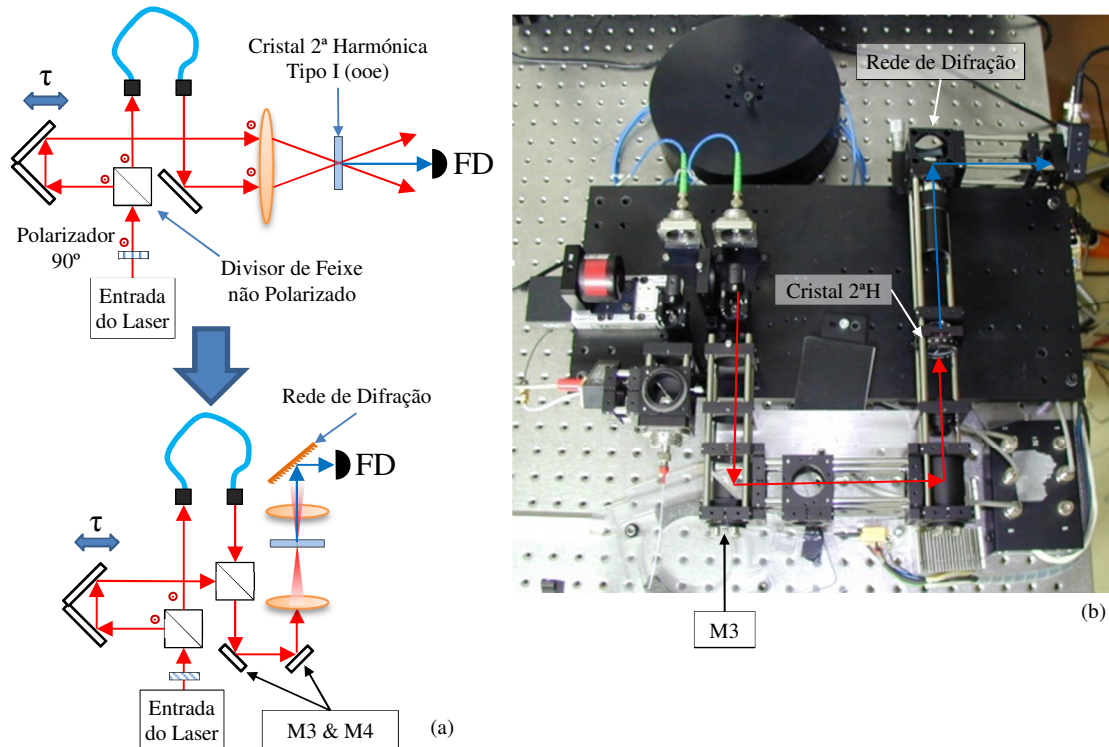 Cristal 2ª Harmónica
Tipo I (ooe)
τ
FD
Polarizador
90º
Divisor de Feixe
não Polarizado
Entrada
do Laser
Rede de Difração
FD
τ
Entrada
do Laser
M3 & M4
(a)
Rede de Difração
Cristal 2ªH
M3
(b)